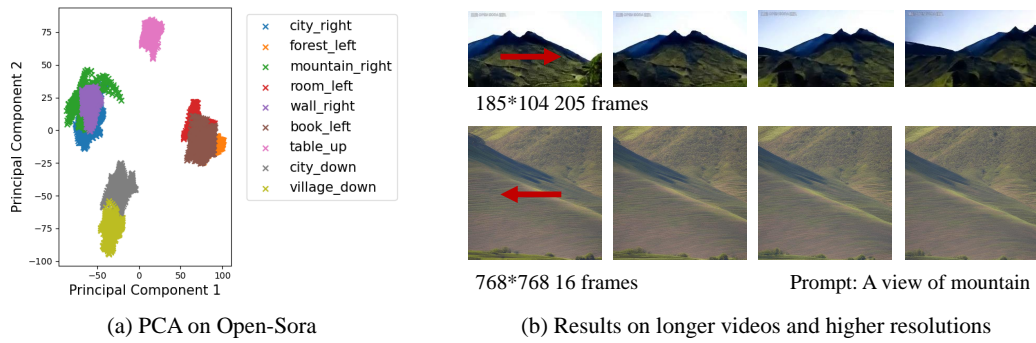 75
50
25
0
−25
−50
−75
−100
−50
0
50
100
Principal Component 2
Principal Component 1
city_right
forest_left
mountain_right
room_left
wall_right
book_left
table_up
city_down
village_down
(a) PCA on Open-Sora
185*104 205 frames
768*768 16 frames
Prompt: A view of mountain
(b) Results on longer videos and higher resolutions